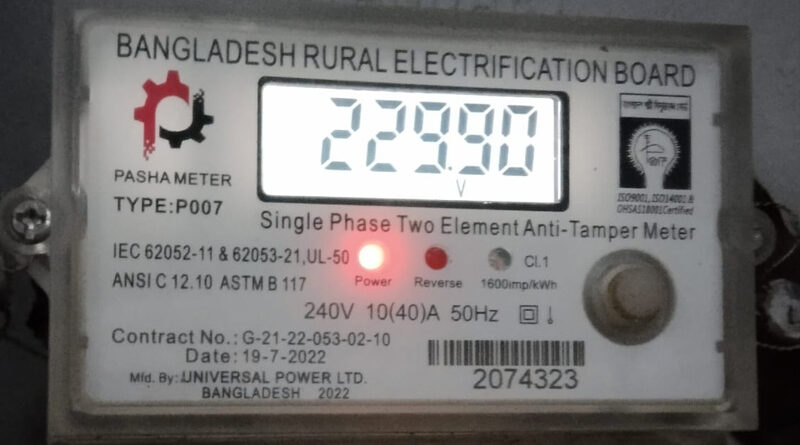 BANGLADESH RURAL ELECTRIFICATION BOARD
229.90
V
PASHA METER
TYPE:P007
ISO9001, ISO14001 &
OHSAS18001Certified
Single Phase Two Element Anti-Tamper Meter
IEC 62052-11 & 62053-21,UL-50
ANSI C 12.10 ASTM B 117
Power
Reverse
1600imp/kWh
Cl.1
240V 10(40)A 50Hz
Contract No.: G-21-22-053-02-10
Date: 19-7-2022
Mfd. By: UNIVERSAL POWER LTD.
BANGLADESH 2022
2074323